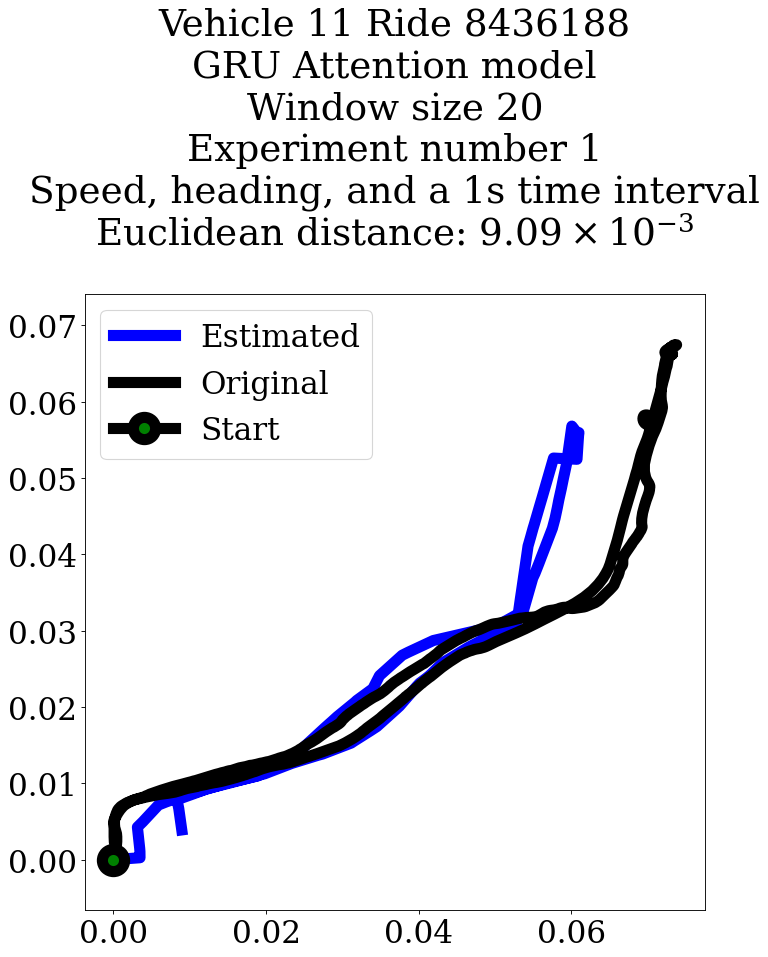 Vehicle 11 Ride 8436188
GRU Attention model
Window size 20
Experiment number 1
Speed, heading, and a 1s time interval
Euclidean distance: 9.09 × 10⁻³
Estimated
Original
Start
0.07
0.06
0.05
0.04
0.03
0.02
0.01
0.00
0.00 0.02 0.04 0.06